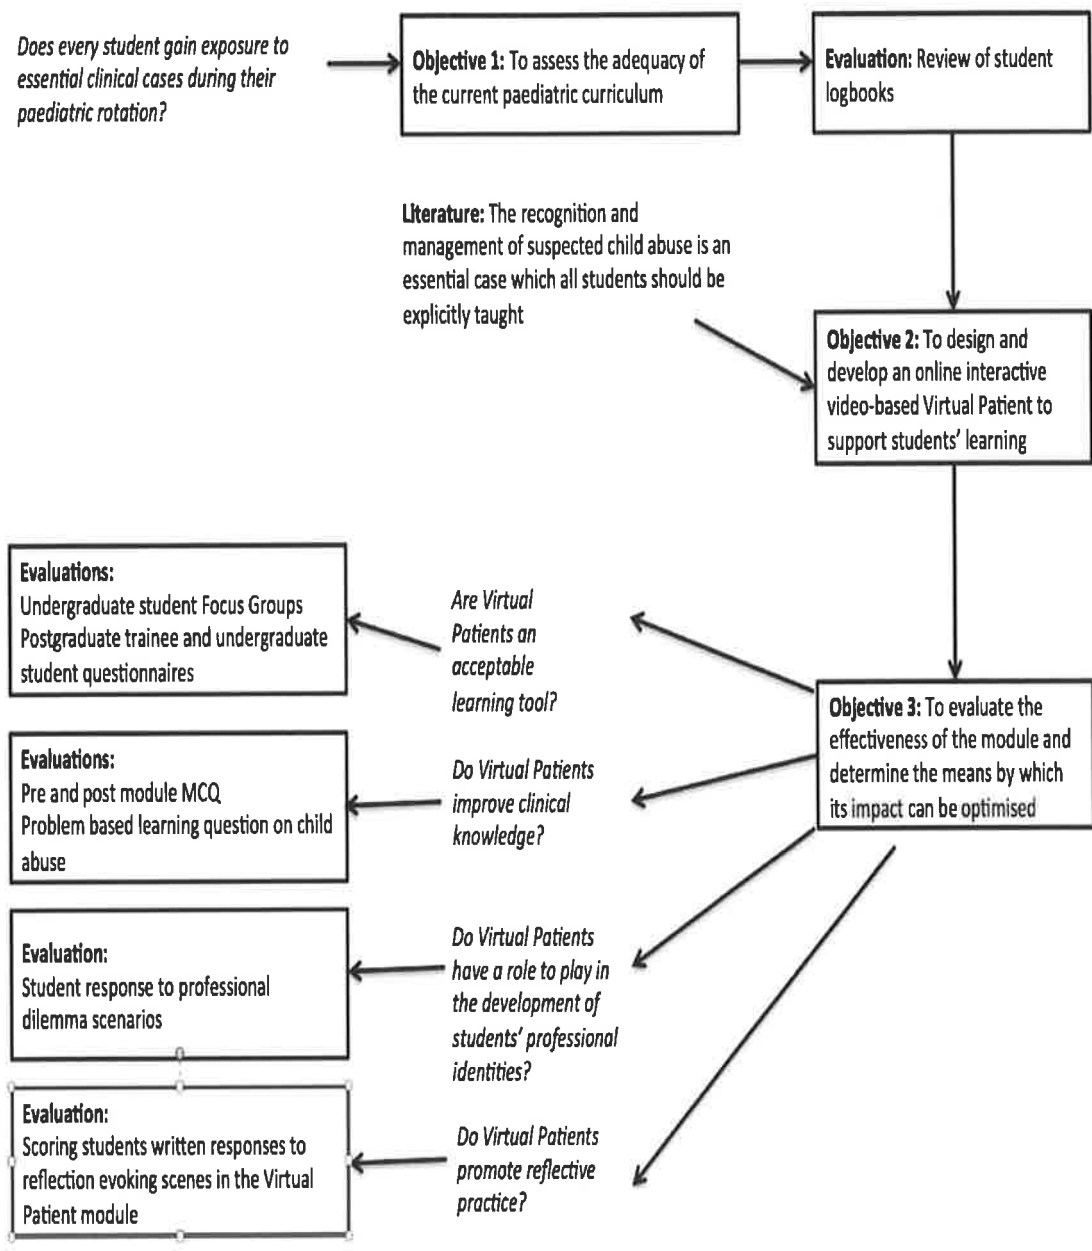 Does every student gain exposure to
essential clinical cases during their
paediatric rotation?
Objective 1: To assess the adequacy of
the current paediatric curriculum
Evaluation: Review of student
logbooks
Literature: The recognition and
management of suspected child abuse is an
essential case which all students should be
explicitly taught
Objective 2: To design and
develop an online interactive
video-based Virtual Patient to
support students' learning
Objective 3: To evaluate the
effectiveness of the module and
determine the means by which
its impact can be optimised
Are Virtual
Patients an
acceptable
learning tool?
Evaluations:
Undergraduate student Focus Groups
Postgraduate trainee and undergraduate
student questionnaires
Do Virtual Patients
improve clinical
knowledge?
Evaluations:
Pre and post module MCQ
Problem based learning question on child
abuse
Do Virtual Patients
have a role to play in
the development of
students' professional
identities?
Evaluation:
Student response to professional
dilemma scenarios
Do Virtual Patients
promote reflective
practice?
Evaluation:
Scoring students written responses to
reflection evoking scenes in the Virtual
Patient module